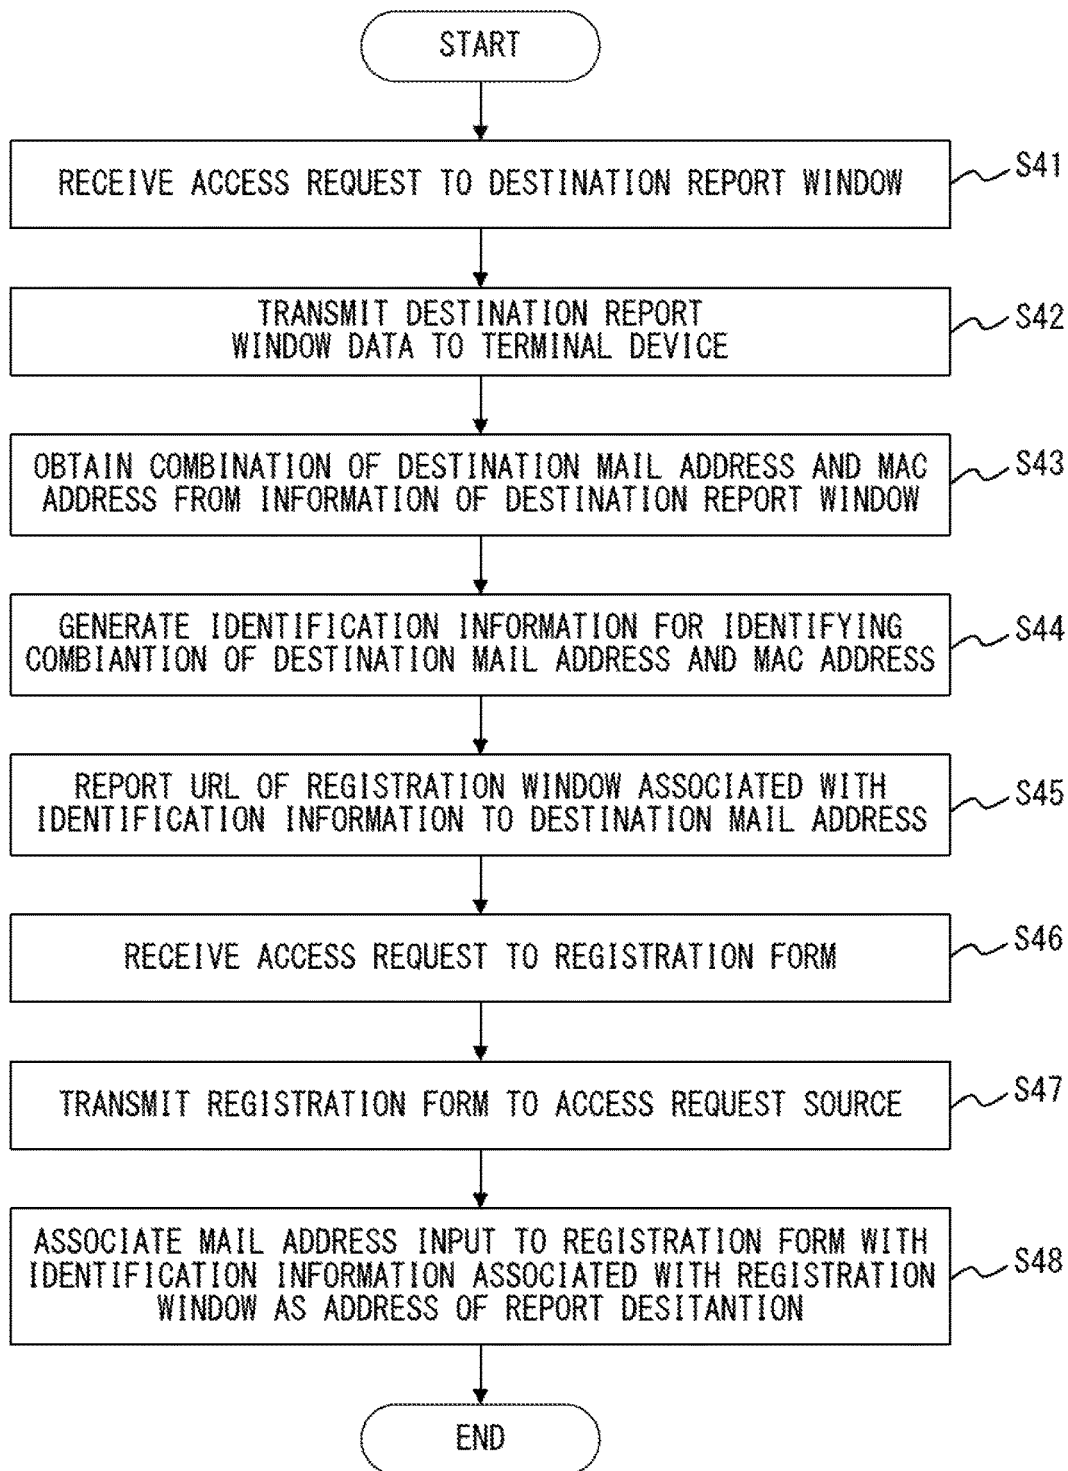 START
RECEIVE ACCESS REQUEST TO DESTINATION REPORT WINDOW
S41
TRANSMIT DESTINATION REPORT
WINDOW DATA TO TERMINAL DEVICE
S42
OBTAIN COMBINATION OF DESTINATION MAIL ADDRESS AND MAC
ADDRESS FROM INFORMATION OF DESTINATION REPORT WINDOW
S43
GENERATE IDENTIFICATION INFORMATION FOR IDENTIFYING
COMBIANTION OF DESTINATION MAIL ADDRESS AND MAC ADDRESS
S44
REPORT URL OF REGISTRATION WINDOW ASSOCIATED WITH
IDENTIFICATION INFORMATION TO DESTINATION MAIL ADDRESS
S45
RECEIVE ACCESS REQUEST TO REGISTRATION FORM
S46
TRANSMIT REGISTRATION FORM TO ACCESS REQUEST SOURCE
S47
ASSOCIATE MAIL ADDRESS INPUT TO REGISTRATION FORM WITH
IDENTIFICATION INFORMATION ASSOCIATED WITH REGISTRATION
WINDOW AS ADDRESS OF REPORT DESITANTION
S48
END